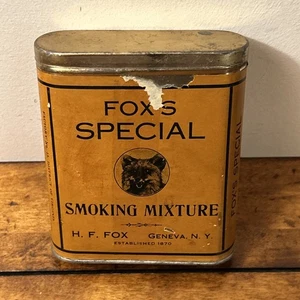 FOX'S
SPECIAL
SMOKING MIXTURE
H. F. FOX GENEVA, N. Y.
ESTABLISHED 1870
FOX'S SPECIAL